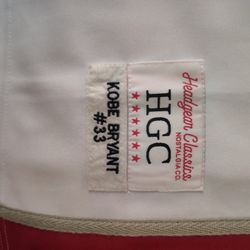 KOBE BRYANT
#33
Headgear Classics
NOSTALGIA CO.
HGC